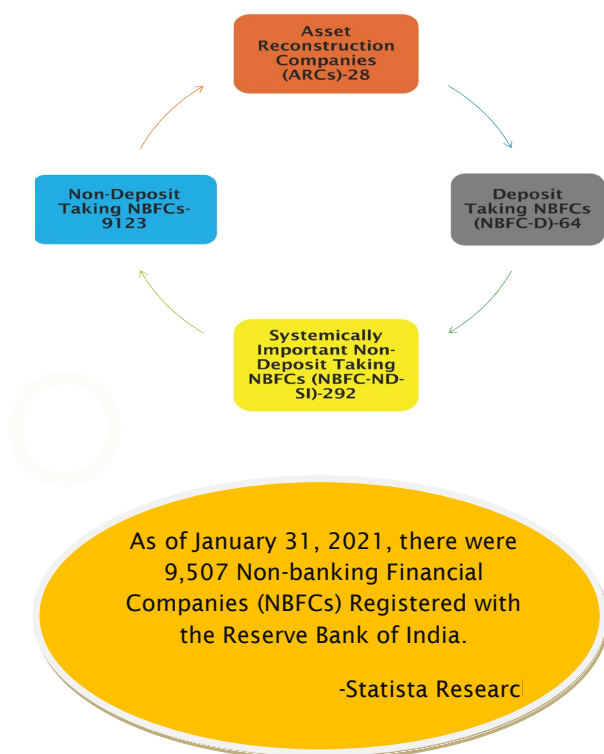 Asset
Reconstruction
Companies
(ARCs)-28
Non-Deposit
Taking NBFCs-
9123
Deposit
Taking NBFCs
(NBFC-D)-64
Systemically
Important Non-
Deposit Taking
NBFCs (NBFC-ND-
SI)-292
As of January 31, 2021, there were
9,507 Non-banking Financial
Companies (NBFCs) Registered with
the Reserve Bank of India.
-Statista Researc